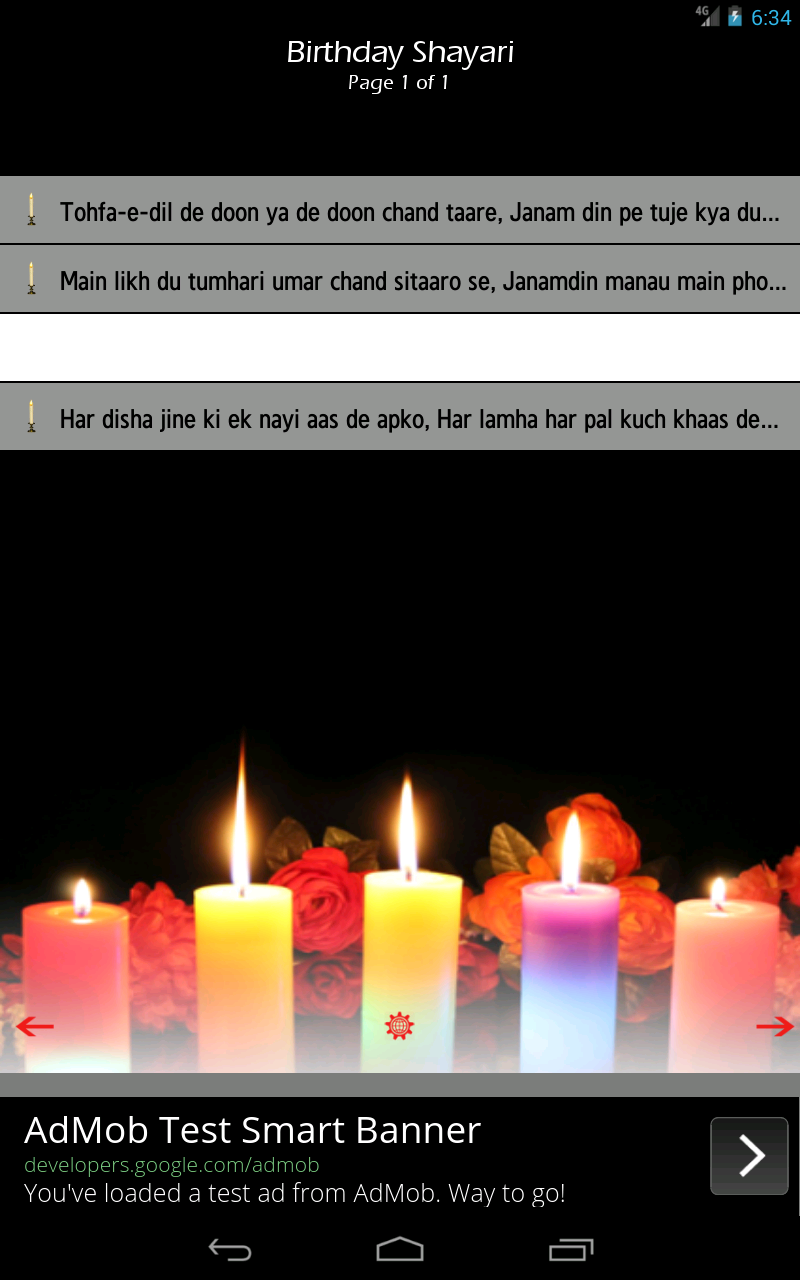 4G 6:34
Birthday Shayari
Page 1 of 1
Tohfa-e-dil de doon ya de doon chand taare, Janam din pe tuje kya du...
Main likh du tumhari umar chand sitaaro se, Janamdin manau main pho...
Har disha jine ki ek nayi aas de apko, Har lamha har pal kuch khaas de...
AdMob Test Smart Banner
developers.google.com/admob
You've loaded a test ad from AdMob. Way to go!